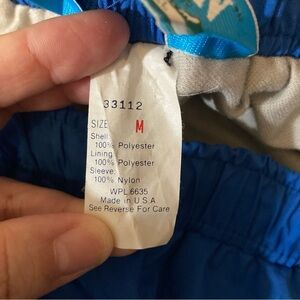 33112
SIZE M
Shell:
100% Polyester
Lining:
100% Polyester
Sleeve:
100% Nylon
WPL 6635
Made in U S A
See Reverse For Care